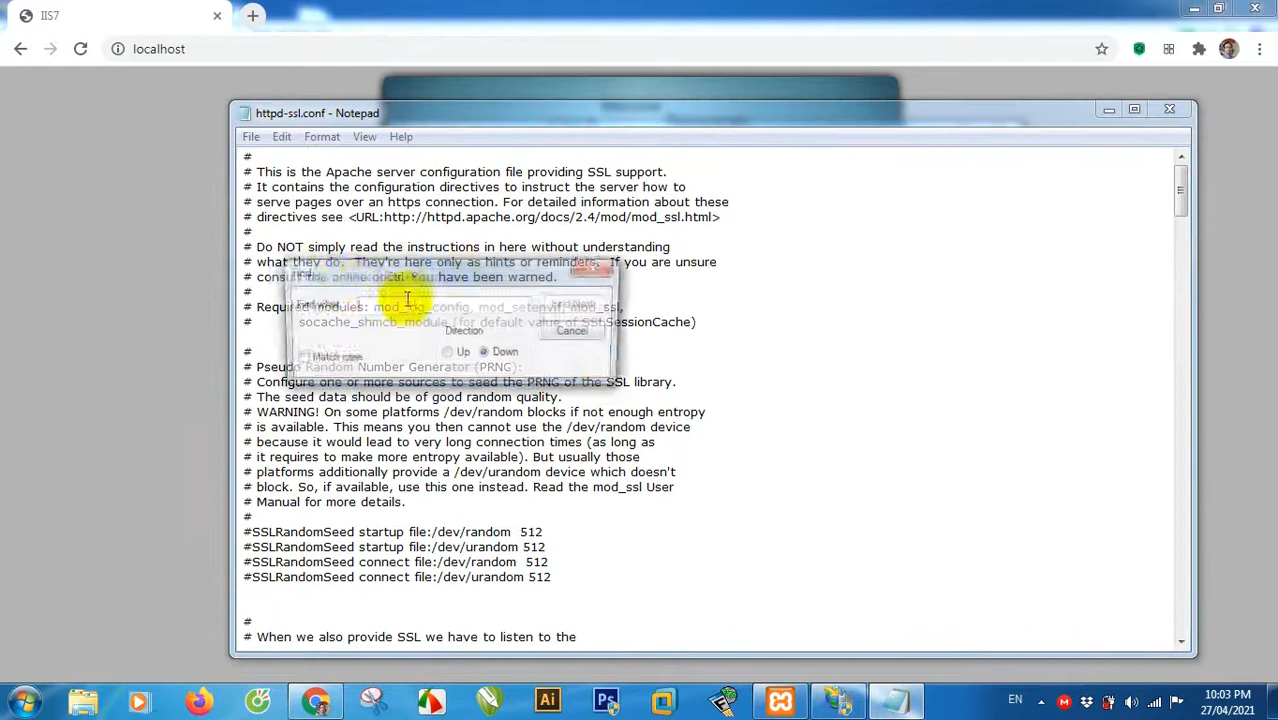 IIS7
localhost
httpd-ssl.conf - Notepad
File Edit Format View Help
#
# This is the Apache server configuration file providing SSL support.
# It contains the configuration directives to instruct the server how to
# serve pages over an https connection. For detailed information about these
# directives see <URL:http://httpd.apache.org/docs/2.4/mod/mod_ssl.html>
#
# Do NOT simply read the instructions in here without understanding
# what they do. They're here only as hints or reminders. If you are unsure
# consult the online docs. You have been warned.
#
# Required modules: mod_log_config, mod_setenvif, mod_ssl,
# socache_shmcb_module (for default value of SSLSessionCache)
Direction
Cancel
Match case
Up Down
#
# Pseudo Random Number Generator (PRNG):
# Configure one or more sources to seed the PRNG of the SSL library.
# The seed data should be of good random quality.
# WARNING! On some platforms /dev/random blocks if not enough entropy
# is available. This means you then cannot use the /dev/random device
# because it would lead to very long connection times (as long as
# it requires to make more entropy available). But usually those
# platforms additionally provide a /dev/urandom device which doesn't
# block. So, if available, use this one instead. Read the mod_ssl User
# Manual for more details.
#
#SSLRandomSeed startup file:/dev/random 512
#SSLRandomSeed startup file:/dev/urandom 512
#SSLRandomSeed connect file:/dev/random 512
#SSLRandomSeed connect file:/dev/urandom 512
#
# When we also provide SSL we have to listen to the
Ai
Ps
EN
10:03 PM
27/04/2021